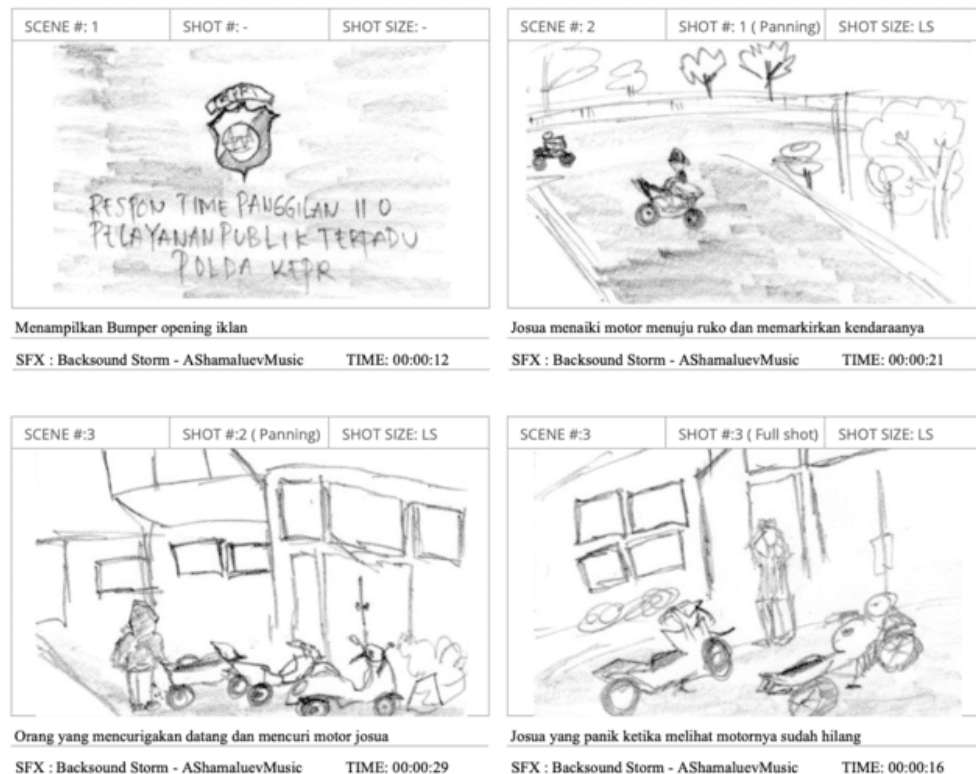 SCENE #: 1
SHOT #: -
SHOT SIZE: -
RESPON TIME PANGGILAN 110
PELAYANAN PUBLIK TERPADU
POLDA KEPR
Menampilkan Bumper opening iklan
SFX : Backsound Storm - AShamaluevMusic TIME: 00:00:12
SCENE #: 2
SHOT #: 1 ( Panning)
SHOT SIZE: LS
Josua menaiki motor menuju ruko dan memarkirkan kendaraanya
SFX : Backsound Storm - AShamaluevMusic TIME: 00:00:21
SCENE #:3
SHOT #:2 ( Panning)
SHOT SIZE: LS
Orang yang mencurigakan datang dan mencuri motor josua
SFX : Backsound Storm - AShamaluevMusic TIME: 00:00:29
SCENE #:3
SHOT #:3 ( Full shot)
SHOT SIZE: LS
Josua yang panik ketika melihat motornya sudah hilang
SFX : Backsound Storm - AShamaluevMusic TIME: 00:00:16